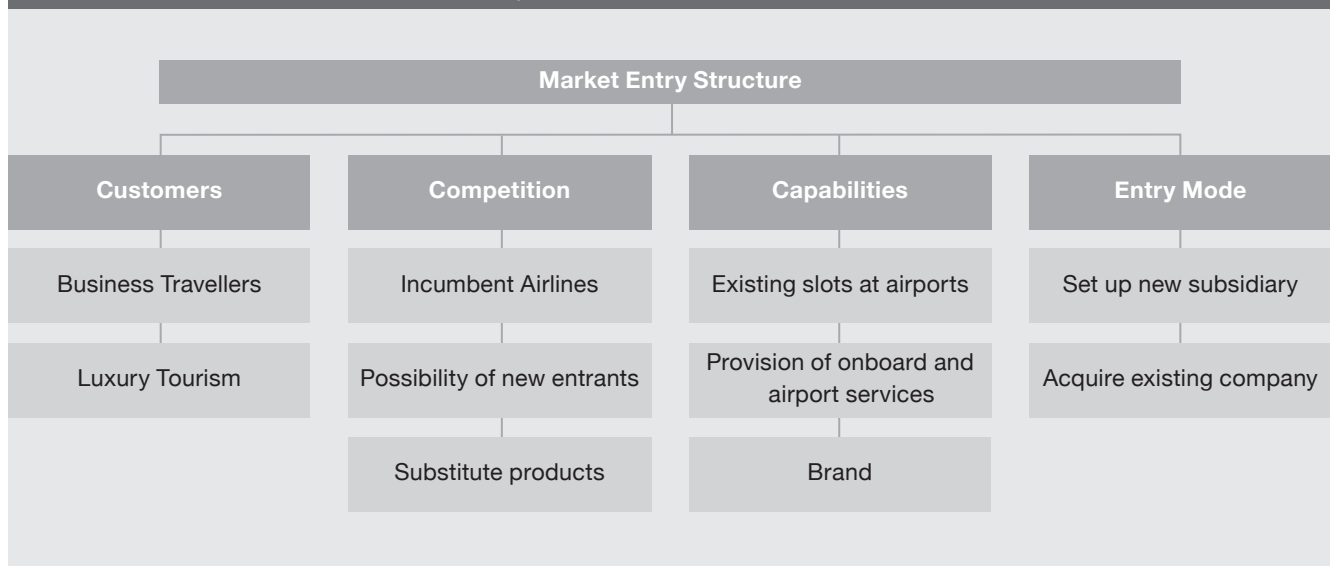 Market Entry Structure
Customers
Business Travellers
Luxury Tourism
Competition
Incumbent Airlines
Possibility of new entrants
Substitute products
Capabilities
Existing slots at airports
Provision of onboard and
airport services
Brand
Entry Mode
Set up new subsidiary
Acquire existing company